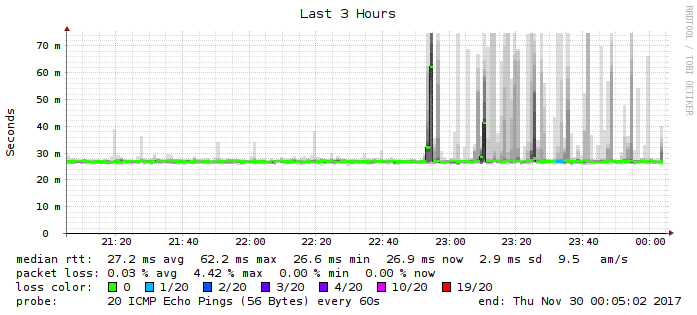 Last 3 Hours
RRDTOOL / TOBI OETIKER
Seconds
70 m
60 m
50 m
40 m
30 m
20 m
10 m
0
21:20 21:40 22:00 22:20 22:40 23:00 23:20 23:40 00:00
median rtt: 27.2 ms avg 62.2 ms max 26.6 ms min 26.9 ms now 2.9 ms sd 9.5 am/s
packet loss: 0.03 % avg 4.42 % max 0.00 % min 0.00 % now
loss color: 0 1/20 2/20 3/20 4/20 10/20 19/20
probe: 20 ICMP Echo Pings (56 Bytes) every 60s end: Thu Nov 30 00:05:02 2017